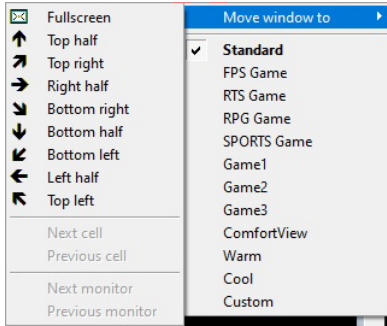 Fullscreen
Top half
Top right
Right half
Bottom right
Bottom half
Bottom left
Left half
Top left
Next cell
Previous cell
Next monitor
Previous monitor
Move window to
Standard
FPS Game
RTS Game
RPG Game
SPORTS Game
Game1
Game2
Game3
ComfortView
Warm
Cool
Custom